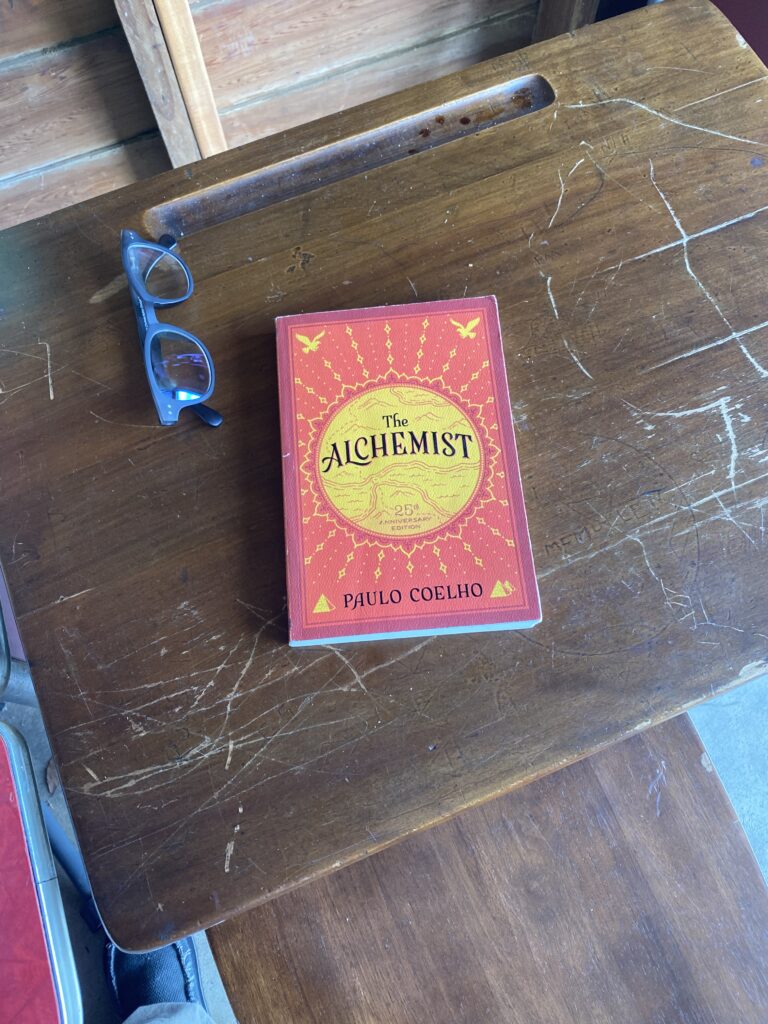 The
ALCHEMIST
25th
ANNIVERSARY
EDITION
PAULO COELHO